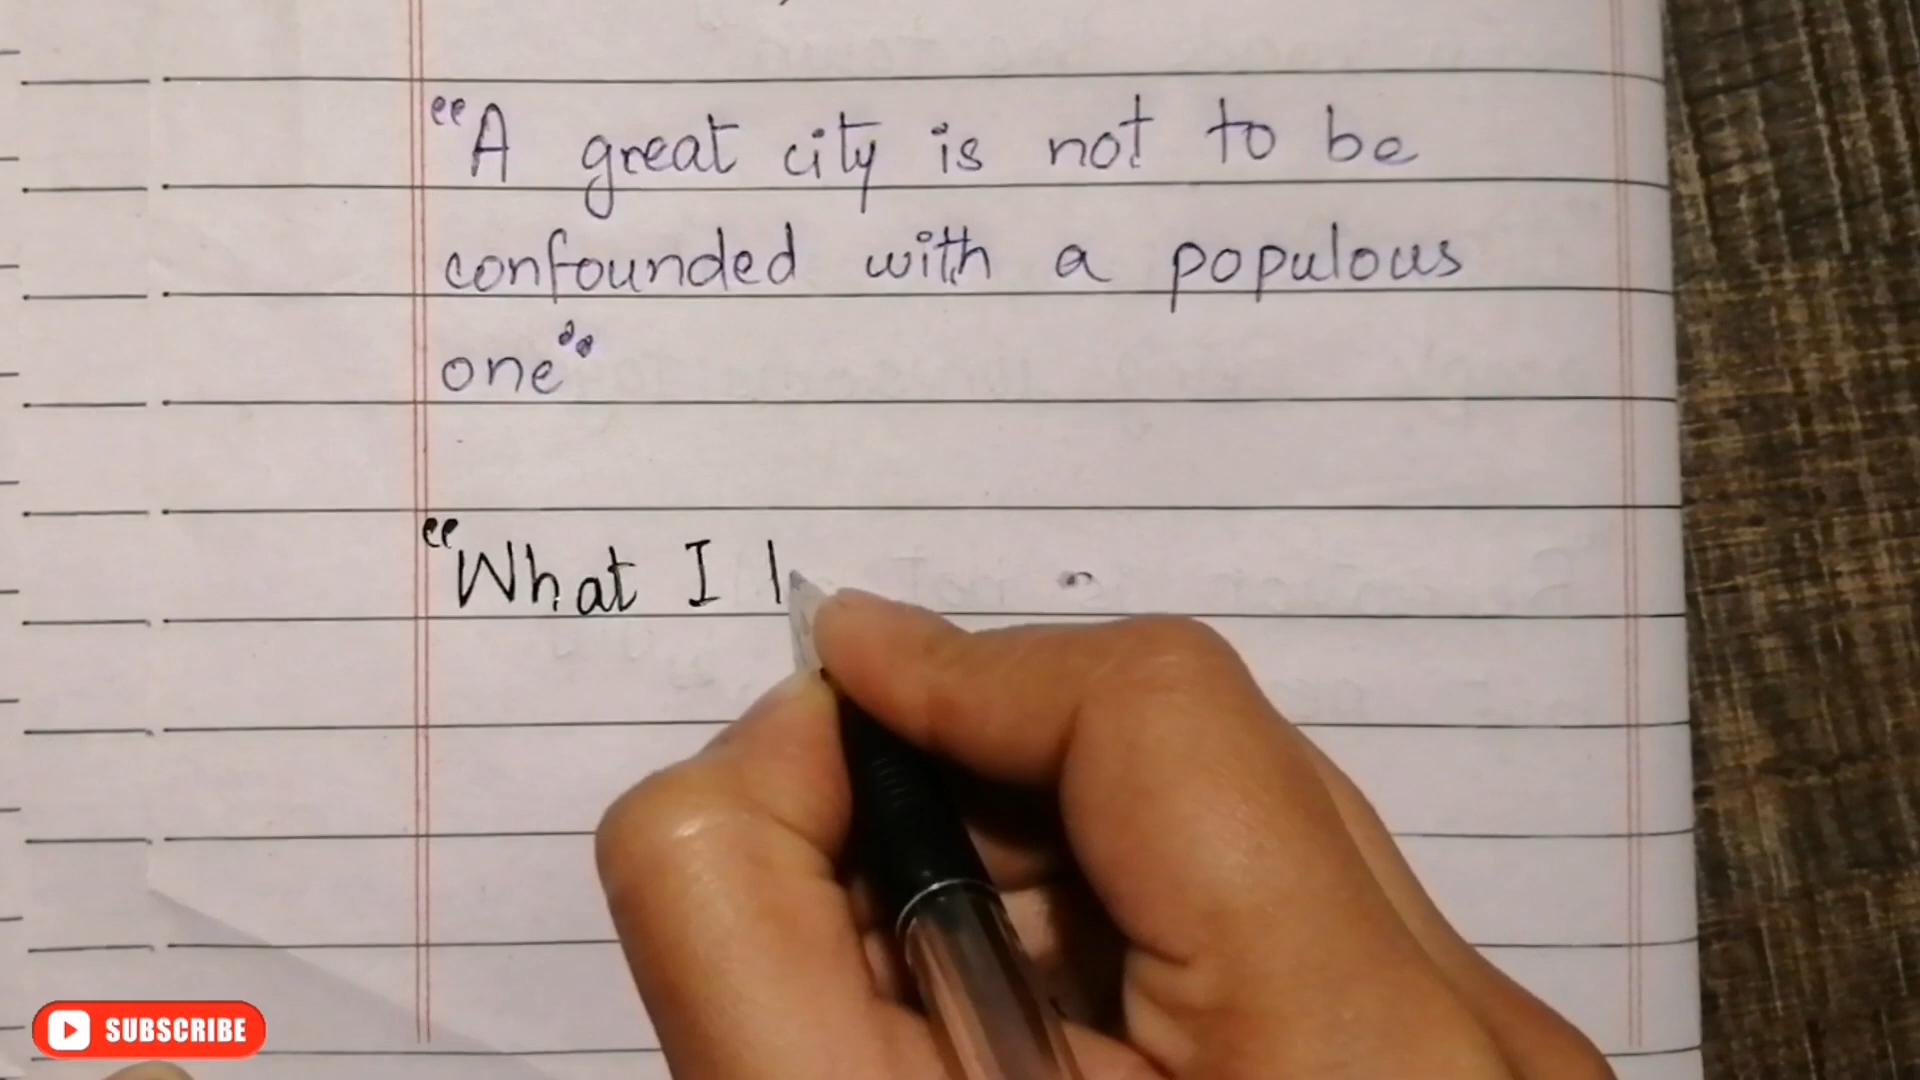 “A great city is not to be
confounded with a populous
one”
“What I l
SUBSCRIBE